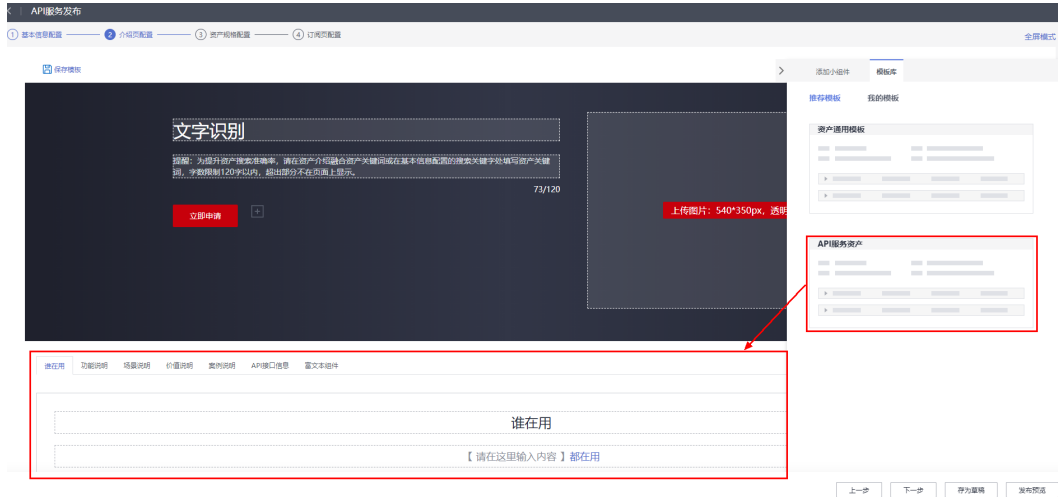 API服务发布
1 基本信息配置 2 介绍页配置 3 资产规格配置 4 订阅页配置
全屏模式
保存模板
添加小组件 模板库
推荐模板 我的模板
文字识别
提醒：为提升资产搜索准确率，请在资产介绍融合资产关键词或在基本信息配置的搜索关键字处填写资产关键
词，字数限制120字以内，超出部分不在页面上显示。
73/120
立即申请
上传图片：540*350px，透明
资产通用模板
API服务资产
谁在用 功能说明 场景说明 价值说明 案例说明 API接口信息 富文本组件
谁在用
【 请在这里输入内容 】都在用
上一步 下一步 存为草稿 发布预览